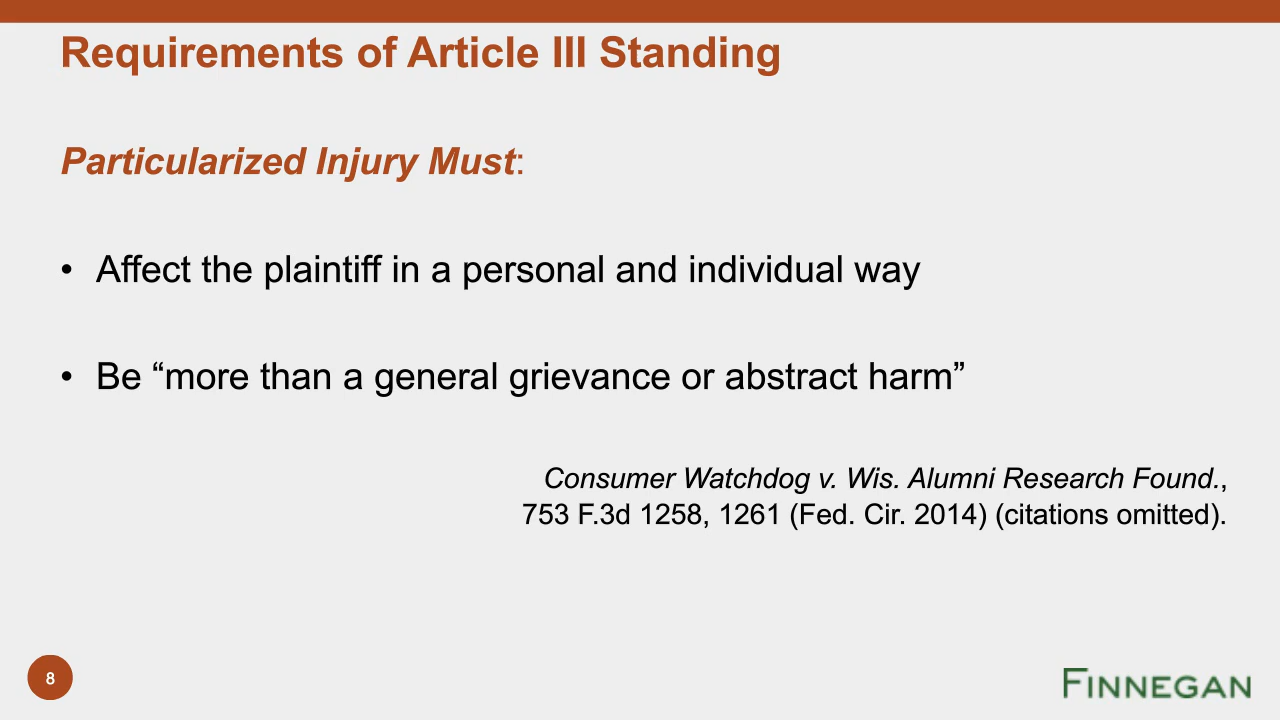 Requirements of Article III Standing
Particularized Injury Must:
• Affect the plaintiff in a personal and individual way
• Be “more than a general grievance or abstract harm”
Consumer Watchdog v. Wis. Alumni Research Found.,
753 F.3d 1258, 1261 (Fed. Cir. 2014) (citations omitted).
8
FINNEGAN